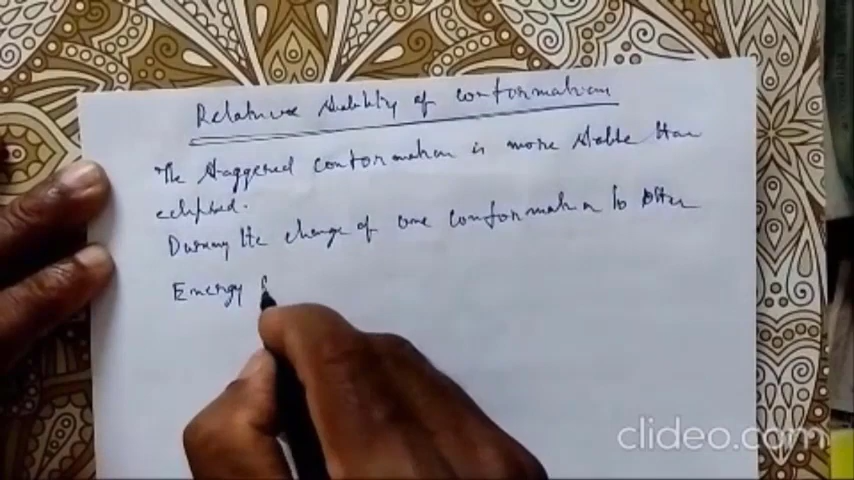 Relative stability of conformation
The staggered conformation is more stable than
eclipsed.
During the change of one conformation to other
Energy
clideo.com